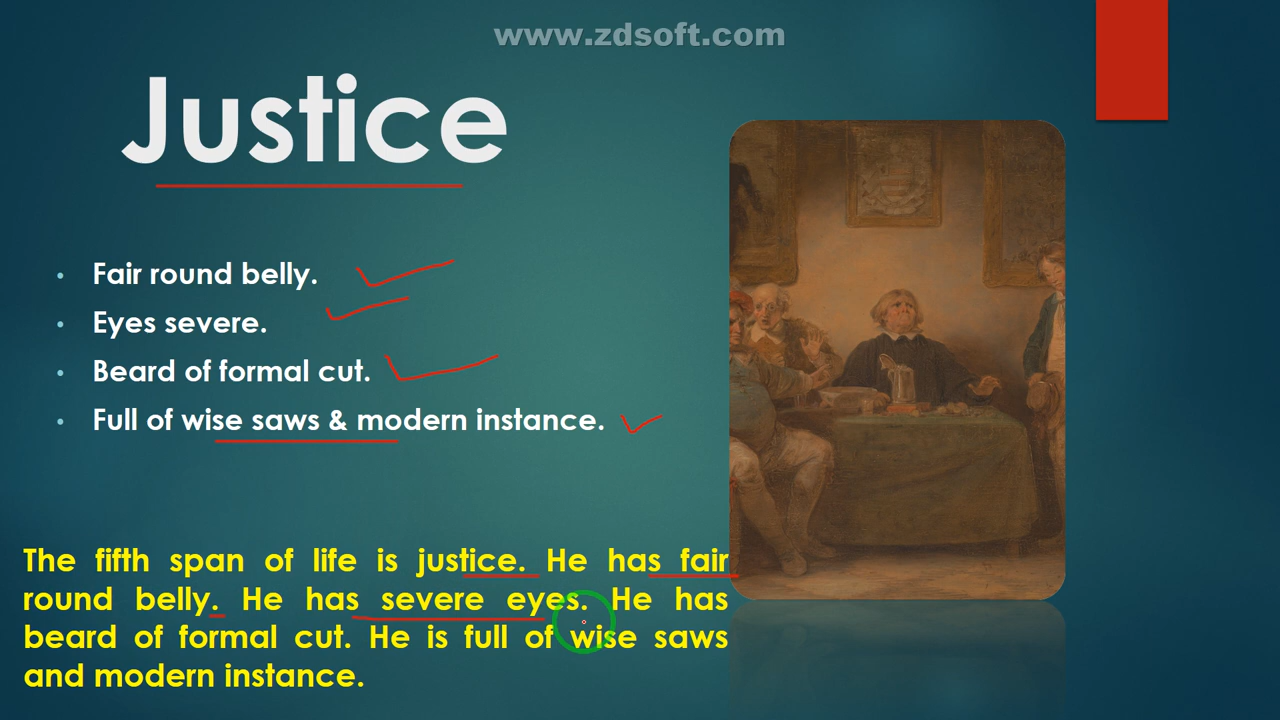 www.zdsoft.com
Justice
• Fair round belly.
• Eyes severe.
• Beard of formal cut.
• Full of wise saws & modern instance.
The fifth span of life is justice. He has fair
round belly. He has severe eyes. He has
beard of formal cut. He is full of wise saws
and modern instance.